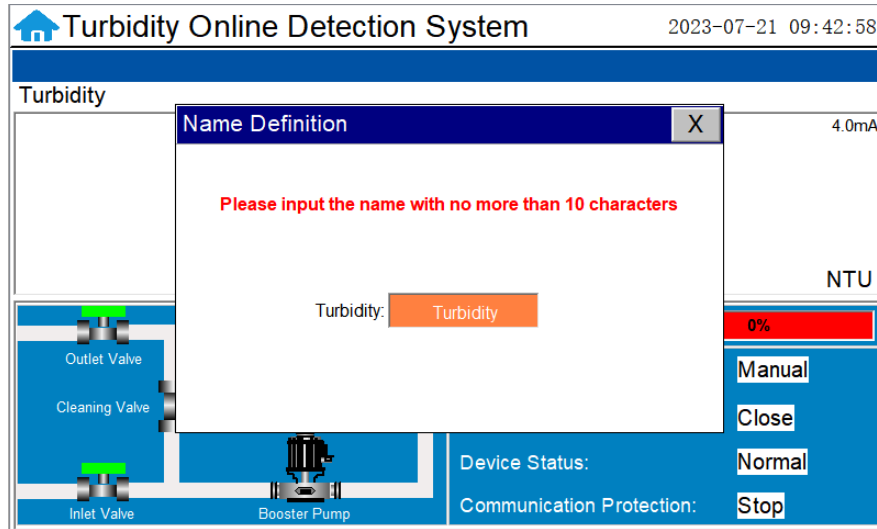 Turbidity Online Detection System 2023-07-21 09:42:58
Turbidity
Name Definition X
4.0mA
Please input the name with no more than 10 characters
NTU
Turbidity: Turbidity
0%
Outlet Valve
Manual
Cleaning Valve
Close
Device Status: Normal
Communication Protection: Stop
Inlet Valve
Booster Pump